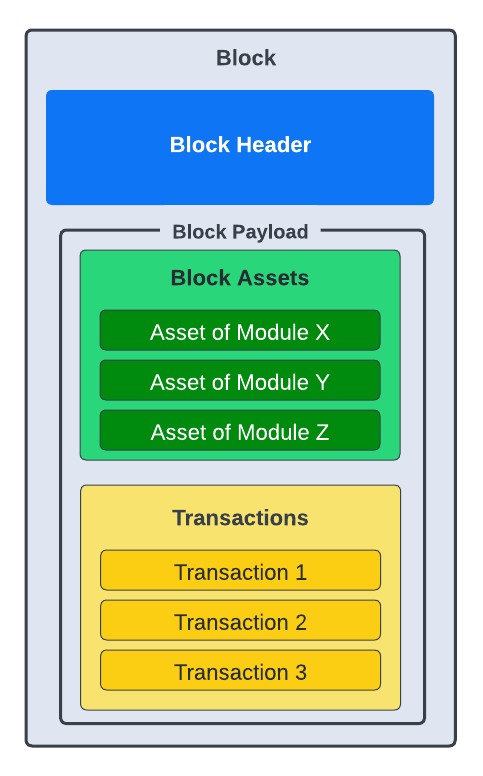 Block
Block Header
Block Payload
Block Assets
Asset of Module X
Asset of Module Y
Asset of Module Z
Transactions
Transaction 1
Transaction 2
Transaction 3